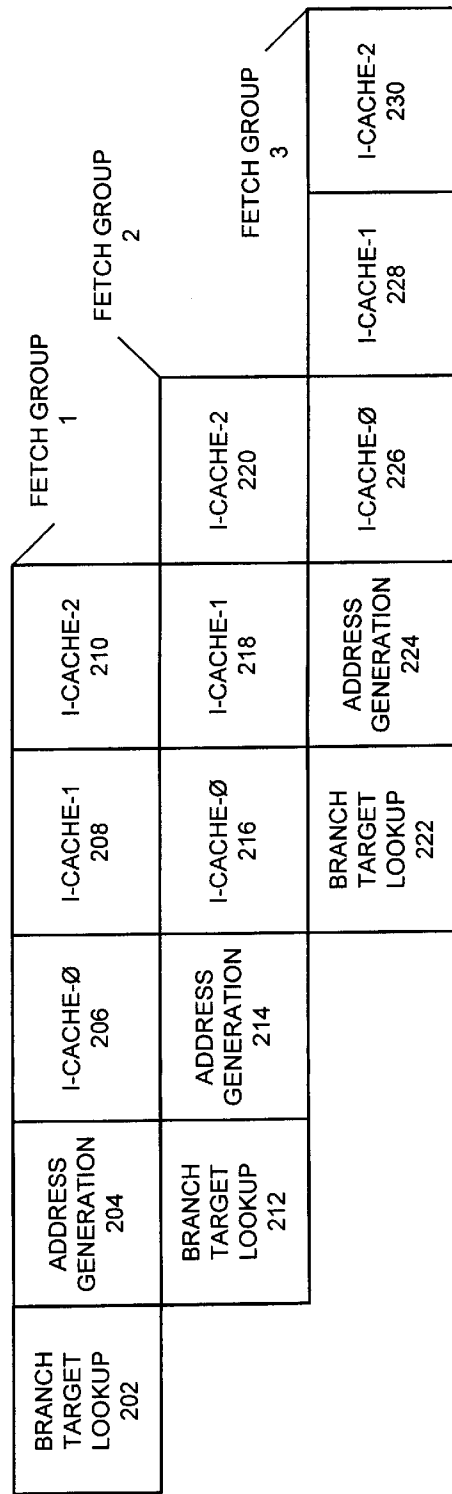 BRANCH
TARGET
LOOKUP
202
ADDRESS
GENERATION
204
I-CACHE-Ø
206
I-CACHE-1
208
I-CACHE-2
210
FETCH GROUP
1
BRANCH
TARGET
LOOKUP
212
ADDRESS
GENERATION
214
I-CACHE-Ø
216
I-CACHE-1
218
I-CACHE-2
220
FETCH GROUP
2
BRANCH
TARGET
LOOKUP
222
ADDRESS
GENERATION
224
I-CACHE-Ø
226
I-CACHE-1
228
I-CACHE-2
230
FETCH GROUP
3